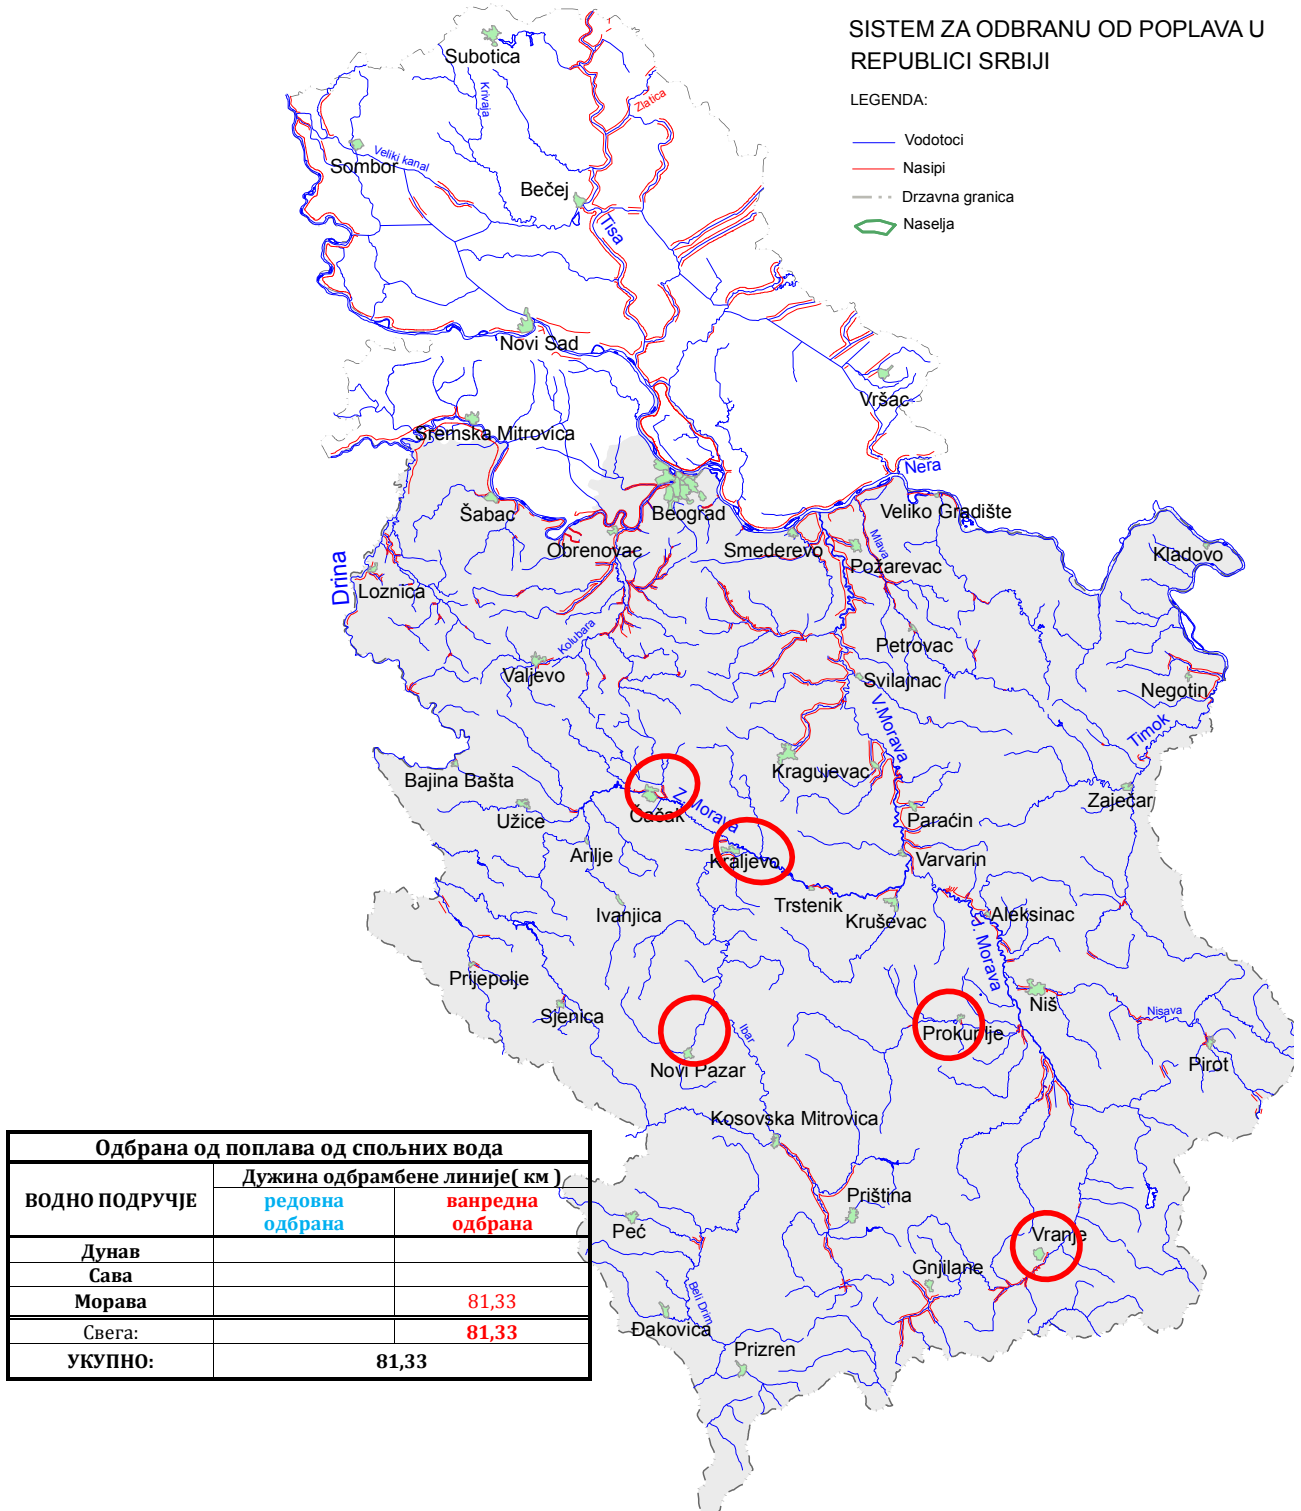 SISTEM ZA ODBRANU OD POPLAVA U
REPUBLICI SRBIJI
LEGENDA:
Vodotoci
Nasipi
Drzavna granica
Naselja
Subotica
Krivaja
Zlatica
Sombor
Veliki kanal
Bečej
Tisa
Novi Sad
Vršac
Sremska Mitrovica
Nera
Šabac
Beograd
Veliko Gradište
Obrenovac
Smederevo
Mlava
Požarevac
Kladovo
Drina
Loznica
Kolubara
Petrovac
Valjevo
Svilajnac
Negotin
V.Morava
Timok
Bajina Bašta
Kragujevac
Zaječar
Užice
Čačak
Z. Morava
Paraćin
Arilje
Kraljevo
Varvarin
Ivanjica
Trstenik
Kruševac
Aleksinac
J. Morava
Prijepolje
Sjenica
Niš
Nisava
Ibar
Prokuplje
Novi Pazar
Pirot
Kosovska Mitrovica
Priština
Peć
Vranje
Gnjilane
Beli Drim
Đakovica
Prizren
Одбрана од поплава од спољних вода
ВОДНО ПОДРУЧЈЕ
Дужина одбрамбене линије( км )
редовна
одбрана
ванредна
одбрана
Дунав
Сава
Морава 81,33
Свега: 81,33
УКУПНО: 81,33